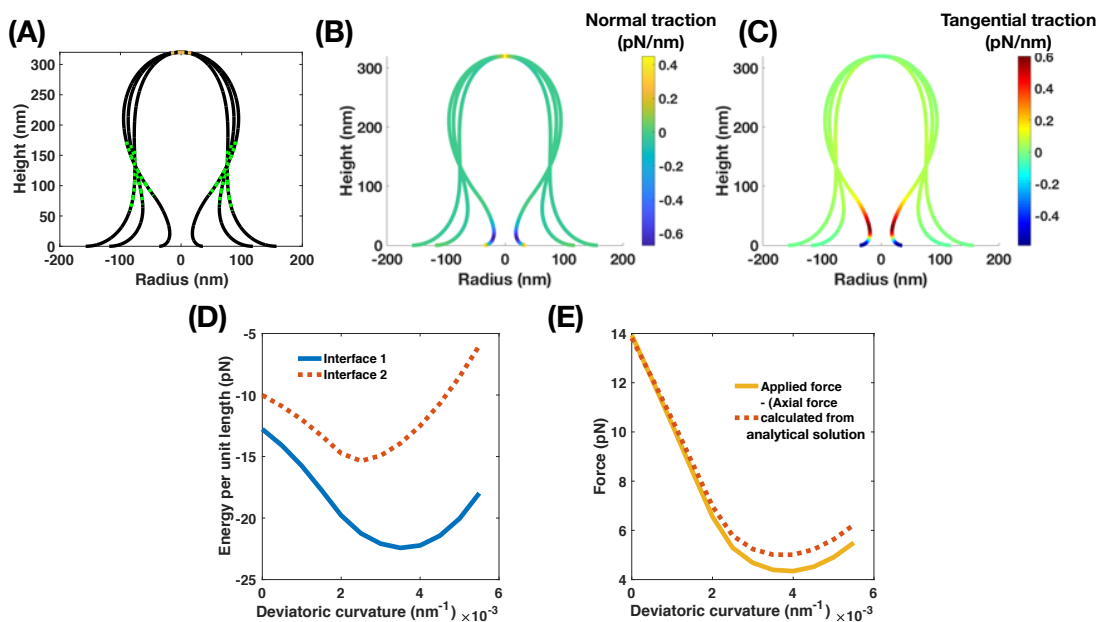 (A)
300
250
200
150
100
50
0
Height (nm)
-200
-100
0
100
200
Radius (nm)
(B)
Normal traction
(pN/nm)
300
200
100
0
Height (nm)
-200
-100
0
100
200
Radius (nm)
0.4
0.2
0
-0.2
-0.4
-0.6
(C)
Tangential traction
(pN/nm)
300
200
100
0
Height (nm)
-200
-100
0
100
200
Radius (nm)
0.6
0.4
0.2
0
-0.2
-0.4
(D)
-5
-10
-15
-20
-25
Energy per unit length (pN)
Interface 1
Interface 2
0
2
4
6
Deviatoric curvature (nm-1) ×10-3
(E)
14
12
10
8
6
4
Force (pN)
Applied force
- (Axial force
calculated from
analytical solution
0
2
4
6
Deviatoric curvature (nm-1) ×10-3